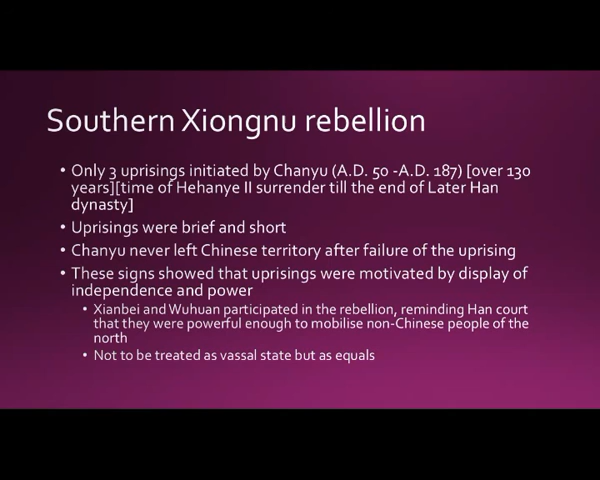 Southern Xiongnu rebellion
• Only 3 uprisings initiated by Chanyu (A.D. 50 -A.D. 187) [over 130
years][time of Hehanye II surrender till the end of Later Han
dynasty]
• Uprisings were brief and short
• Chanyu never left Chinese territory after failure of the uprising
• These signs showed that uprisings were motivated by display of
independence and power
• Xianbei and Wuhuan participated in the rebellion, reminding Han court
that they were powerful enough to mobilise non-Chinese people of the
north
• Not to be treated as vassal state but as equals